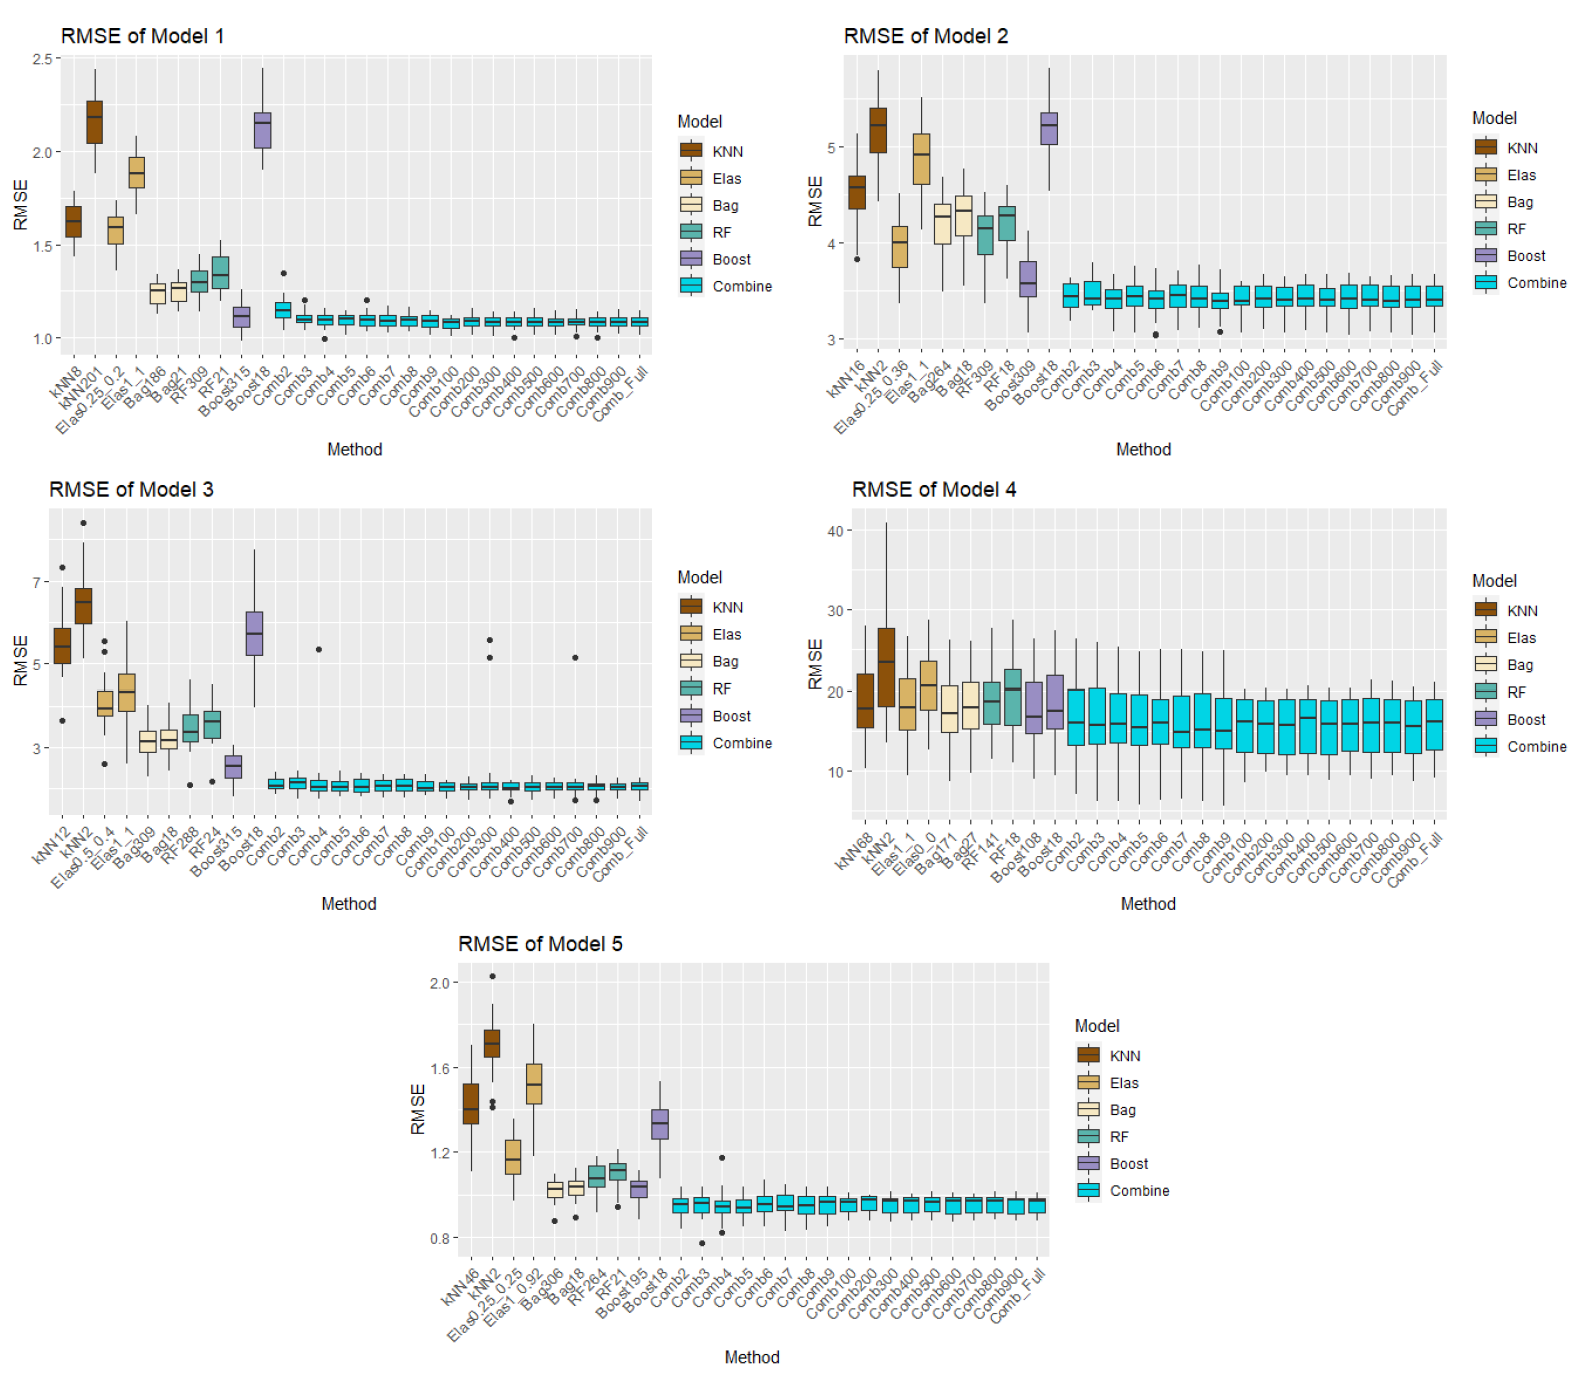 RMSE of Model 1
RMSE
2.5
2.0
1.5
1.0
kNN8
kNN201
Elas0.25_0.2
Elas1_1
Bag186
Bag21
RF309
RF21
Boost315
Boost18
Comb2
Comb3
Comb4
Comb5
Comb6
Comb7
Comb8
Comb9
Comb100
Comb200
Comb300
Comb400
Comb500
Comb600
Comb700
Comb800
Comb900
Comb_Full
Method
Model
KNN
Elas
Bag
RF
Boost
Combine
RMSE of Model 2
RMSE
5
4
3
kNN16
kNN2
Elas0.25_0.36
Elas1_1
Bag264
Bag18
RF309
RF18
Boost309
Boost18
Comb2
Comb3
Comb4
Comb5
Comb6
Comb7
Comb8
Comb9
Comb100
Comb200
Comb300
Comb400
Comb500
Comb600
Comb700
Comb800
Comb900
Comb_Full
Method
Model
KNN
Elas
Bag
RF
Boost
Combine
RMSE of Model 3
RMSE
7
5
3
kNN12
kNN2
Elas0.5_0.4
Elas1_1
Bag309
Bag18
RF288
RF24
Boost315
Boost18
Comb2
Comb3
Comb4
Comb5
Comb6
Comb7
Comb8
Comb9
Comb100
Comb200
Comb300
Comb400
Comb500
Comb600
Comb700
Comb800
Comb900
Comb_Full
Method
Model
KNN
Elas
Bag
RF
Boost
Combine
RMSE of Model 4
RMSE
40
30
20
10
kNN68
kNN2
Elas1_1
Elas0_0
Bag171
Bag27
RF141
RF18
Boost108
Boost18
Comb2
Comb3
Comb4
Comb5
Comb6
Comb7
Comb8
Comb9
Comb100
Comb200
Comb300
Comb400
Comb500
Comb600
Comb700
Comb800
Comb900
Comb_Full
Method
Model
KNN
Elas
Bag
RF
Boost
Combine
RMSE of Model 5
RMSE
2.0
1.6
1.2
0.8
kNN46
kNN2
Elas0.25_0.25
Elas1_0.92
Bag306
Bag18
RF264
RF21
Boost195
Boost18
Comb2
Comb3
Comb4
Comb5
Comb6
Comb7
Comb8
Comb9
Comb100
Comb200
Comb300
Comb400
Comb500
Comb600
Comb700
Comb800
Comb900
Comb_Full
Method
Model
KNN
Elas
Bag
RF
Boost
Combine